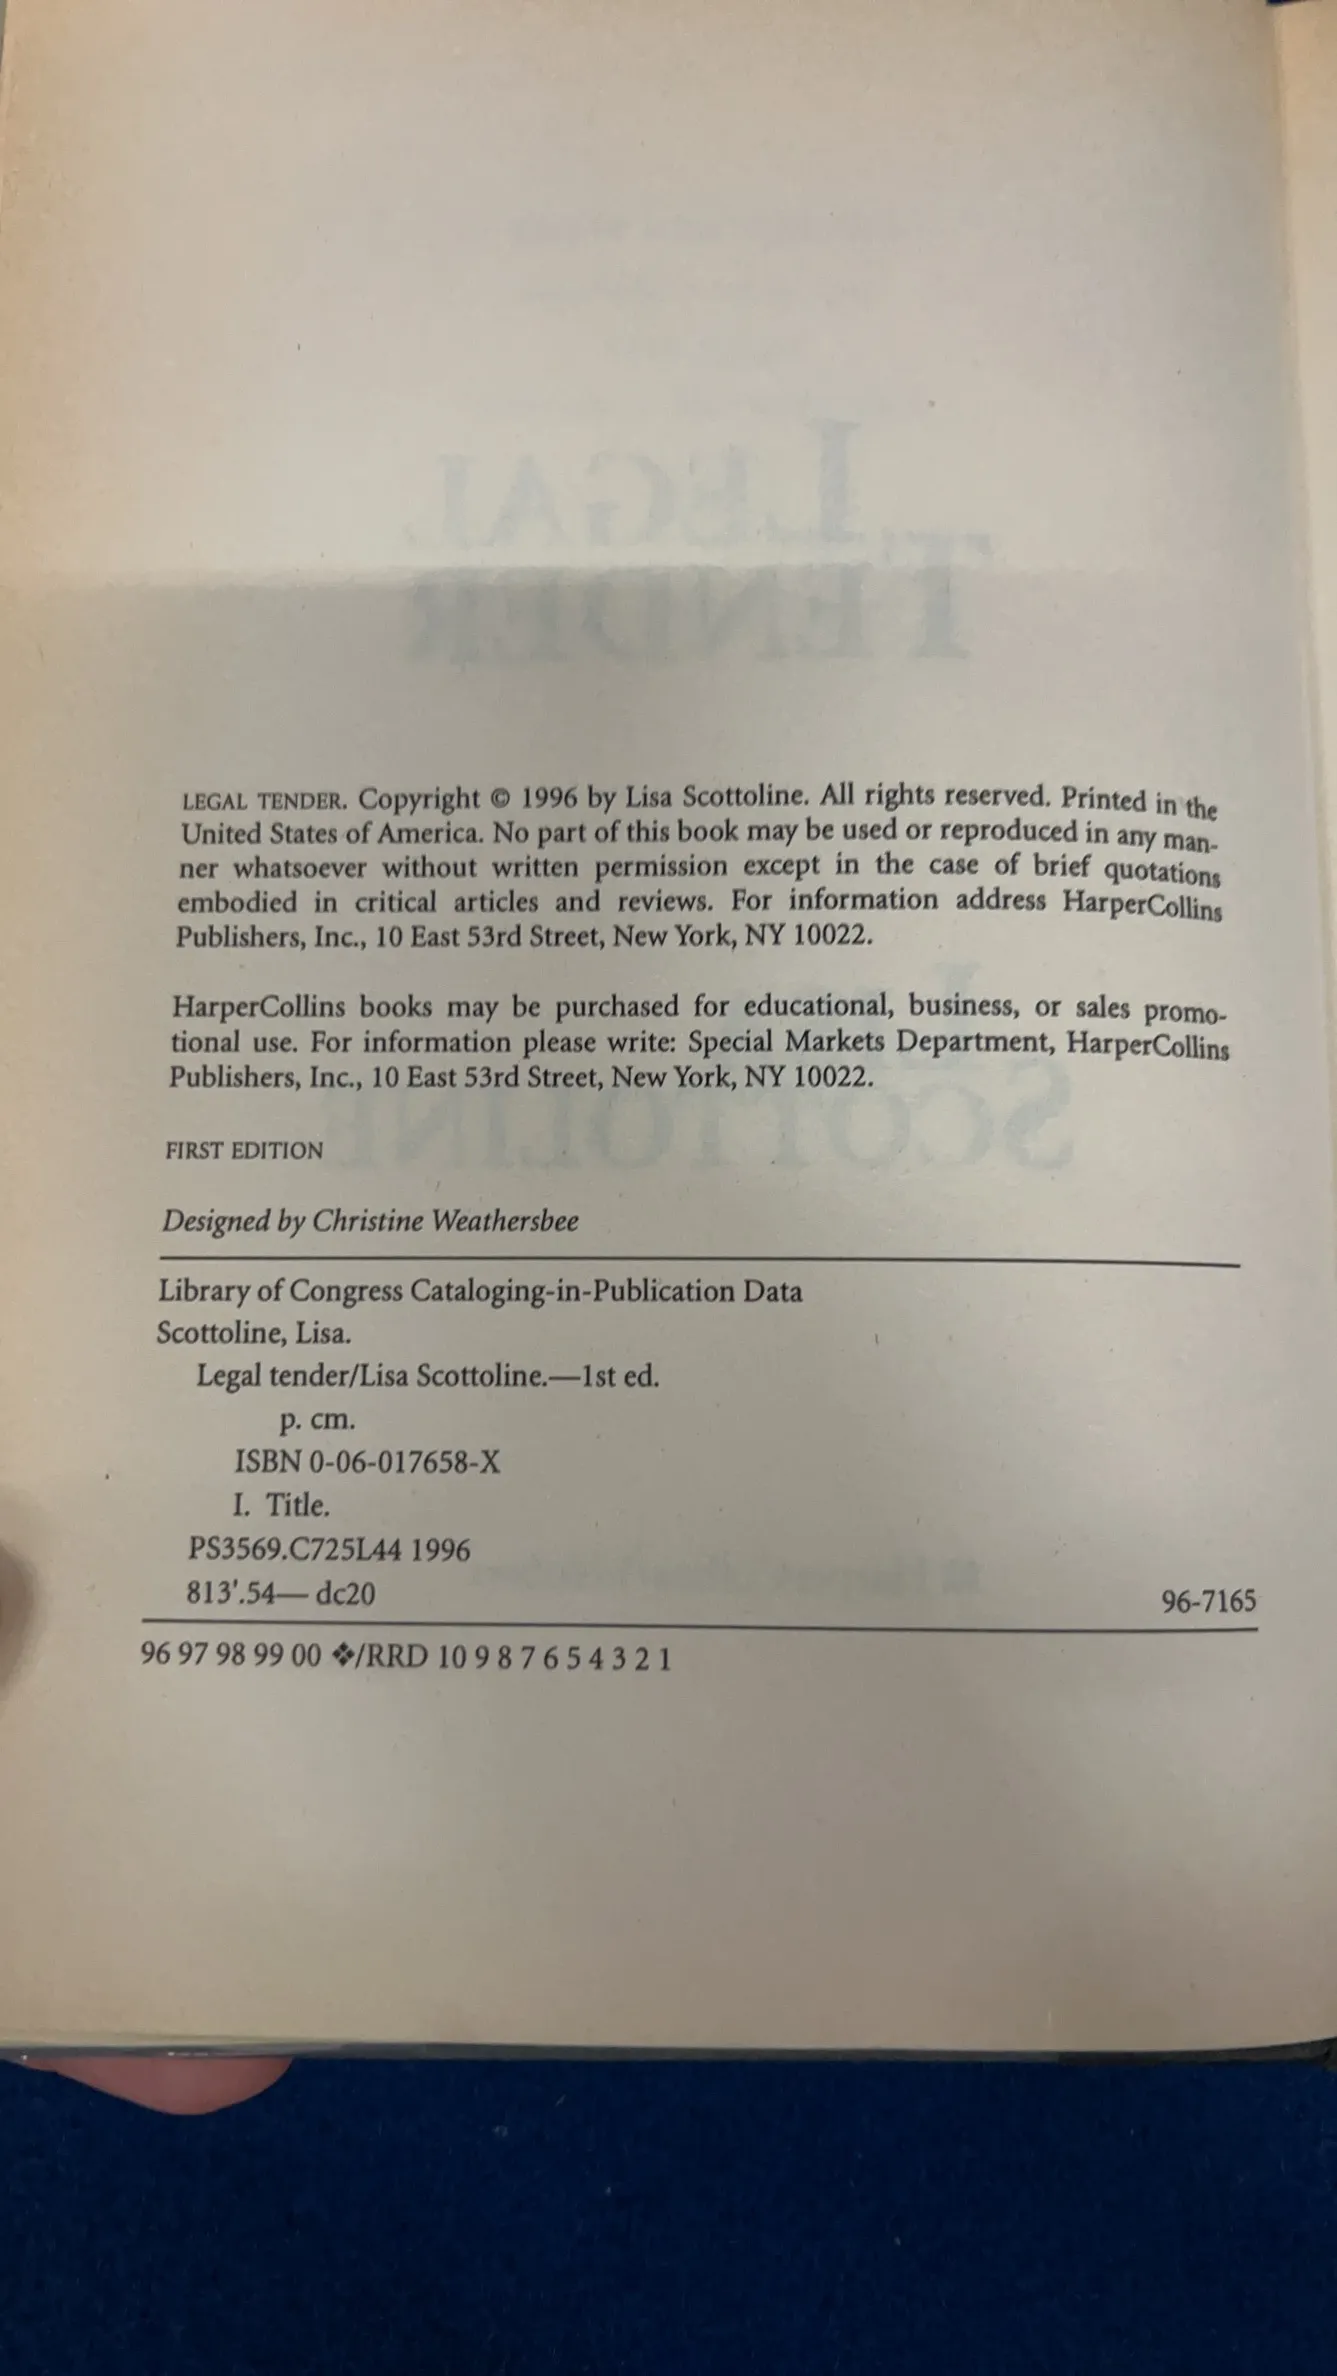 LEGAL TENDER. Copyright © 1996 by Lisa Scottoline. All rights reserved. Printed in the
United States of America. No part of this book may be used or reproduced in any man-
ner whatsoever without written permission except in the case of brief quotations
embodied in critical articles and reviews. For information address HarperCollins
Publishers, Inc., 10 East 53rd Street, New York, NY 10022.
HarperCollins books may be purchased for educational, business, or sales promo-
tional use. For information please write: Special Markets Department, HarperCollins
Publishers, Inc., 10 East 53rd Street, New York, NY 10022.
FIRST EDITION
Designed by Christine Weathersbee
Library of Congress Cataloging-in-Publication Data
Scottoline, Lisa.
Legal tender/Lisa Scottoline.—1st ed.
p. cm.
ISBN 0-06-017658-X
I. Title.
PS3569.C725L44 1996
813'.54— dc20 96-7165
96 97 98 99 00 ❖/RRD 10 9 8 7 6 5 4 3 2 1